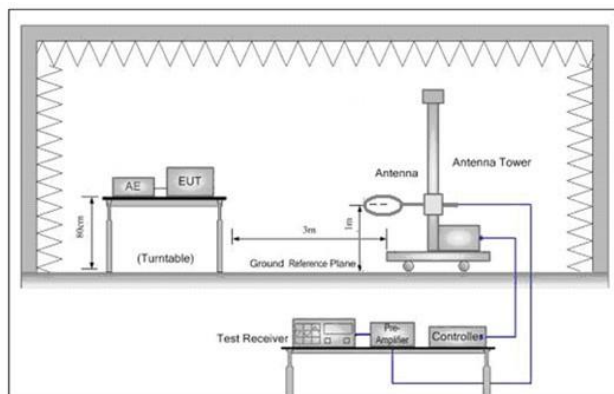 Antenna
Antenna Tower
AE
EUT
80cm
(Turntable)
3m
1m
Ground Reference Plane
Test Receiver
Pre-
Amplifier
Controller